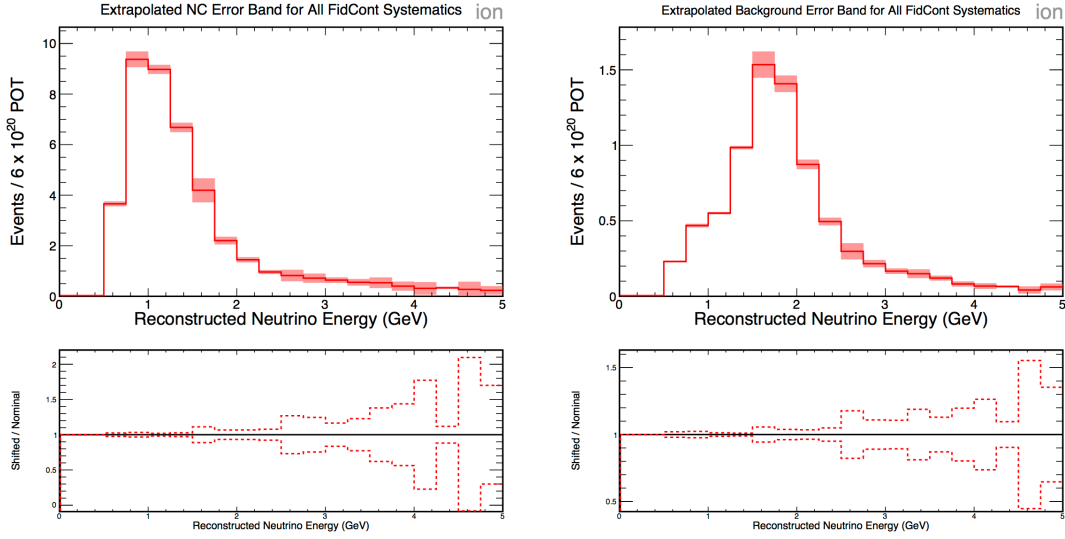 Extrapolated NC Error Band for All FidCont Systematics
ion
Events / 6 x 10²⁰ POT
10
8
6
4
2
0
0 1 2 3 4 5
Reconstructed Neutrino Energy (GeV)
Shifted / Nominal
2
1.5
1
0.5
0
0 1 2 3 4 5
Reconstructed Neutrino Energy (GeV)
Extrapolated Background Error Band for All FidCont Systematics
ion
Events / 6 x 10²⁰ POT
1.5
1
0.5
0
0 1 2 3 4 5
Reconstructed Neutrino Energy (GeV)
Shifted / Nominal
1.5
1
0.5
0 1 2 3 4 5
Reconstructed Neutrino Energy (GeV)